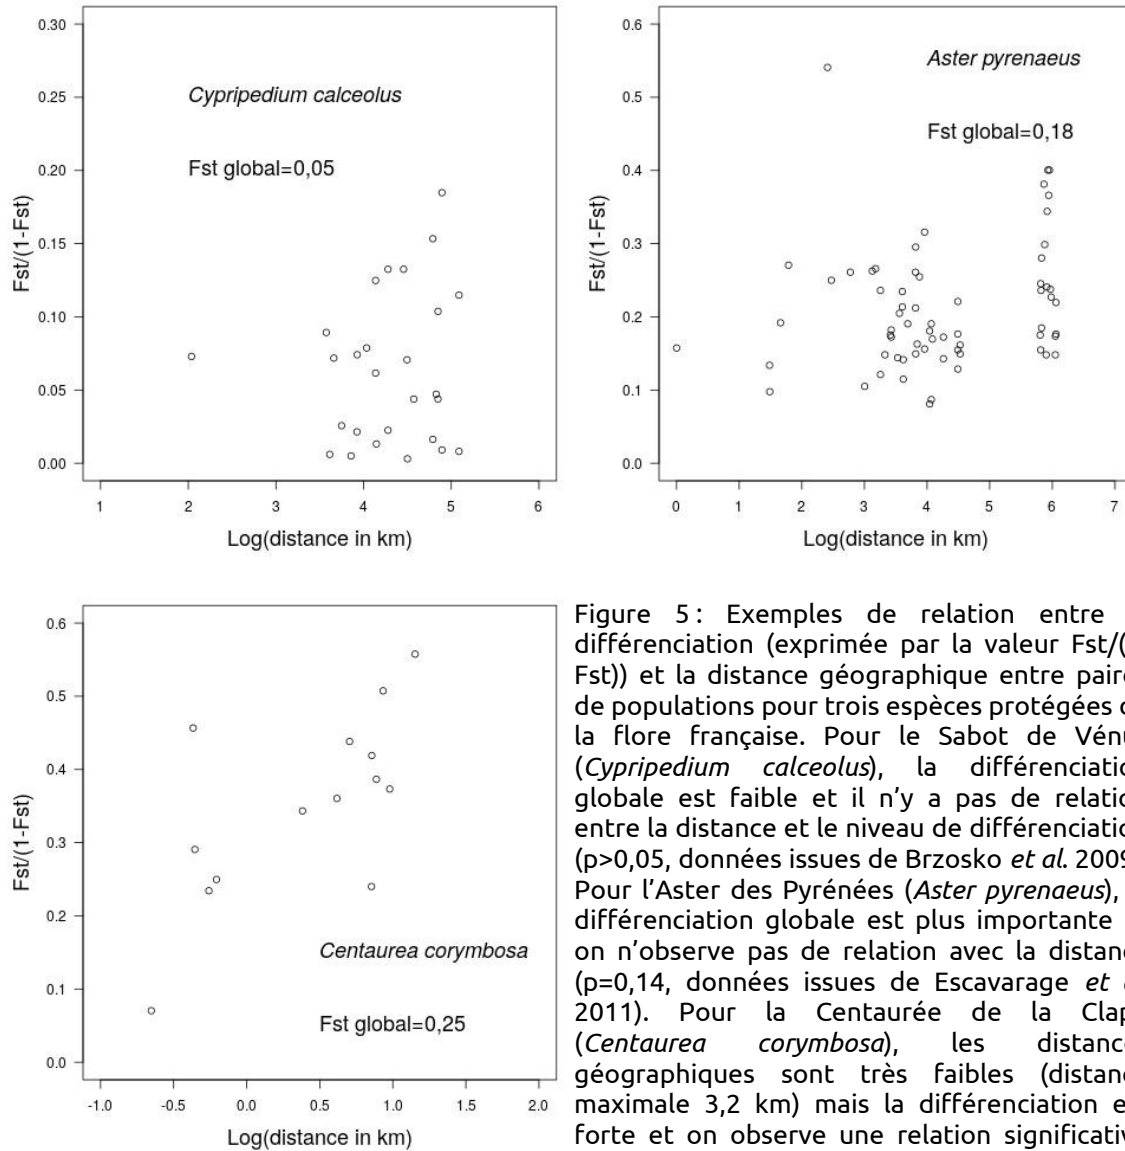 0.30
0.25
0.20
0.15
0.10
0.05
0.00
Fst/(1-Fst)
Cypripedium calceolus
Fst global=0,05
1 2 3 4 5 6
Log(distance in km)
0.6
0.5
0.4
0.3
0.2
0.1
0.0
Fst/(1-Fst)
Aster pyrenaeus
Fst global=0,18
0 1 2 3 4 5 6 7
Log(distance in km)
0.6
0.5
0.4
0.3
0.2
0.1
0.0
Fst/(1-Fst)
Centaurea corymbosa
Fst global=0,25
-1.0 -0.5 0.0 0.5 1.0 1.5 2.0
Log(distance in km)
Figure 5 : Exemples de relation entre
différenciation (exprimée par la valeur Fst/(
Fst)) et la distance géographique entre paire
de populations pour trois espèces protégées d
la flore française. Pour le Sabot de Vénu
(Cypripedium calceolus), la différenciatio
globale est faible et il n'y a pas de relatio
entre la distance et le niveau de différenciatio
(p>0,05, données issues de Brzosko et al. 2009
Pour l'Aster des Pyrénées (Aster pyrenaeus),
différenciation globale est plus importante
on n'observe pas de relation avec la distanc
(p=0,14, données issues de Escavarage et a
2011). Pour la Centaurée de la Clap
(Centaurea corymbosa), les distance
géographiques sont très faibles (distanc
maximale 3,2 km) mais la différenciation e
forte et on observe une relation significativ